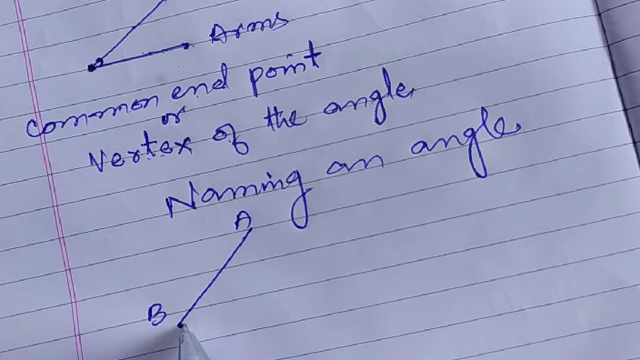 Arms
Common end point
or
Vertex of the angle
Naming an angle
A
B